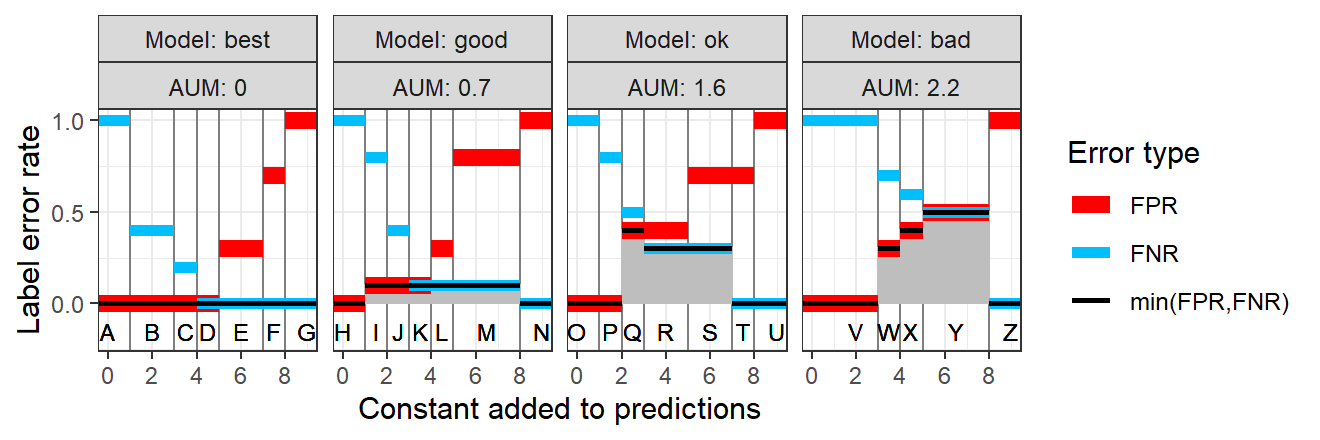 Model: best
Model: good
Model: ok
Model: bad
AUM: 0
AUM: 0.7
AUM: 1.6
AUM: 2.2
Label error rate
1.0
0.5
0.0
A B C D E F G
H I J K L M N
O P Q R S T U
V W X Y Z
0 2 4 6 8
0 2 4 6 8
0 2 4 6 8
0 2 4 6 8
Constant added to predictions
Error type
FPR
FNR
min(FPR,FNR)